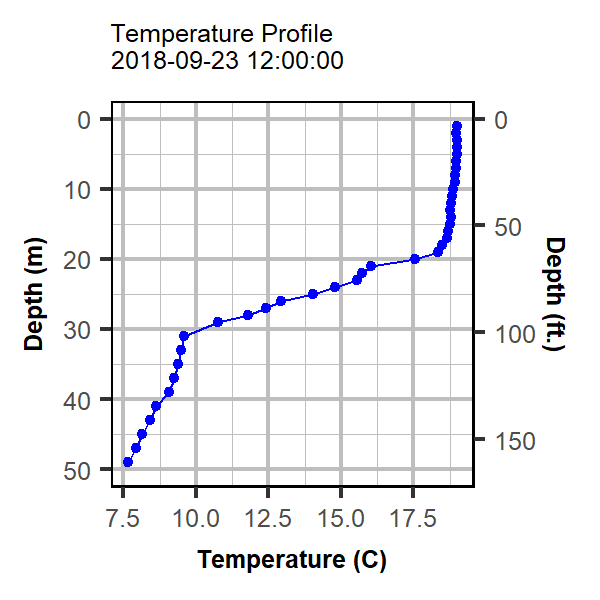 Temperature Profile
2018-09-23 12:00:00
0
10
20
30
40
50
Depth (m)
0
50
100
150
Depth (ft.)
7.5 10.0 12.5 15.0 17.5
Temperature (C)